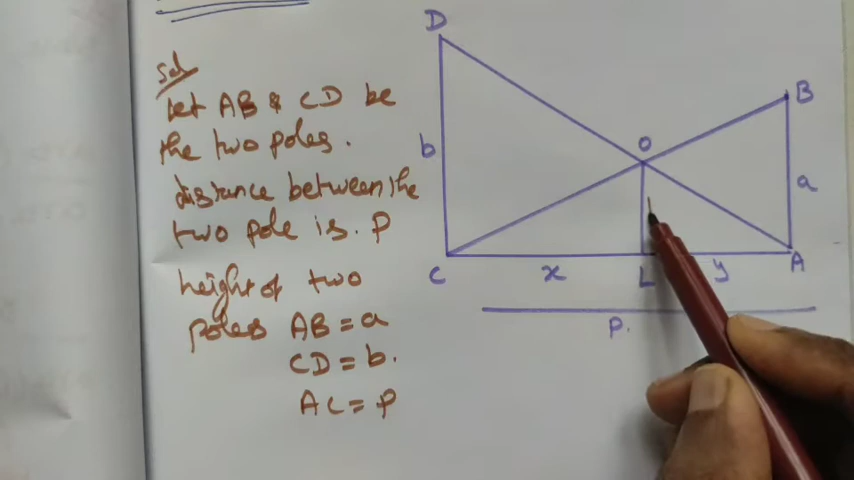 Sol
Let AB & CD be
the two poles.
distance between the
two pole is. P
height of two
poles AB = a
CD = b.
AC = P
D
B
O
b
a
C
x
L
y
A
P.